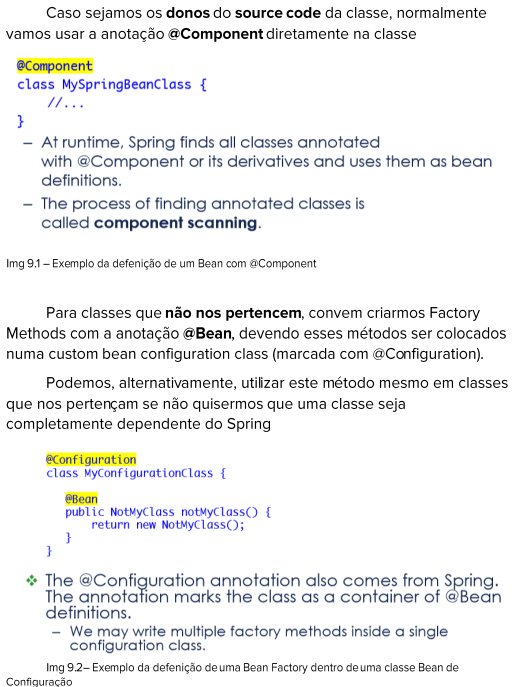 Caso sejamos os donos do source code da classe, normalmente
vamos usar a anotação @Component diretamente na classe
@Component
class MySpringBeanClass {
//...
}
– At runtime, Spring finds all classes annotated
with @Component or its derivatives and uses them as bean
definitions.
– The process of finding annotated classes is
called component scanning.
Img 9.1 – Exemplo da defenição de um Bean com @Component
Para classes que não nos pertencem, convem criarmos Factory
Methods com a anotação @Bean, devendo esses métodos ser colocados
numa custom bean configuration class (marcada com @Configuration).
Podemos, alternativamente, utilizar este método mesmo em classes
que nos pertençam se não quisermos que uma classe seja
completamente dependente do Spring
@Configuration
class MyConfigurationClass {
@Bean
public NotMyClass notMyClass() {
return new NotMyClass();
}
}
❖ The @Configuration annotation also comes from Spring.
The annotation marks the class as a container of @Bean
definitions.
– We may write multiple factory methods inside a single
configuration class.
Img 9.2– Exemplo da defenição de uma Bean Factory dentro de uma classe Bean de
Configuração